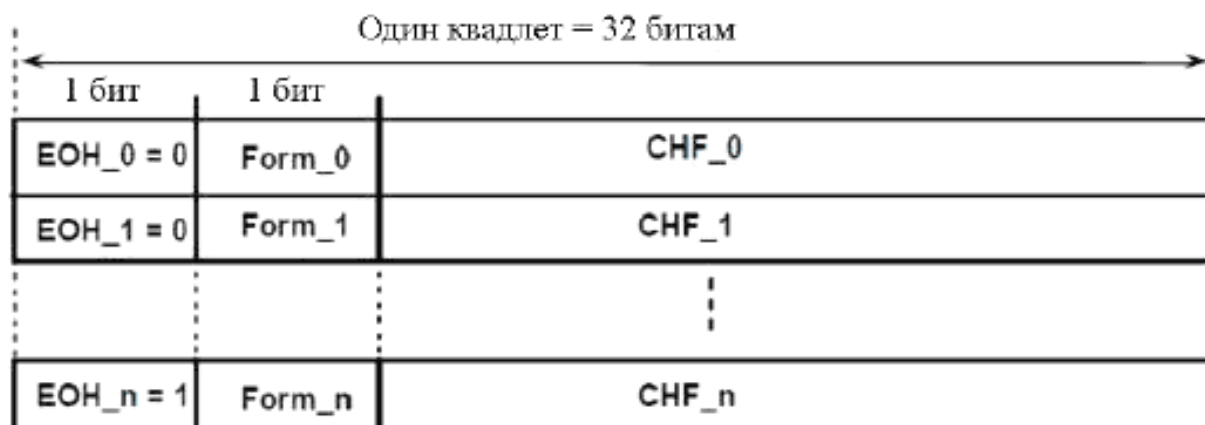 Один квадлет = 32 битам
1 бит 1 бит
EOH_0 = 0 Form_0 CHF_0
EOH_1 = 0 Form_1 CHF_1
EOH_n = 1 Form_n CHF_n